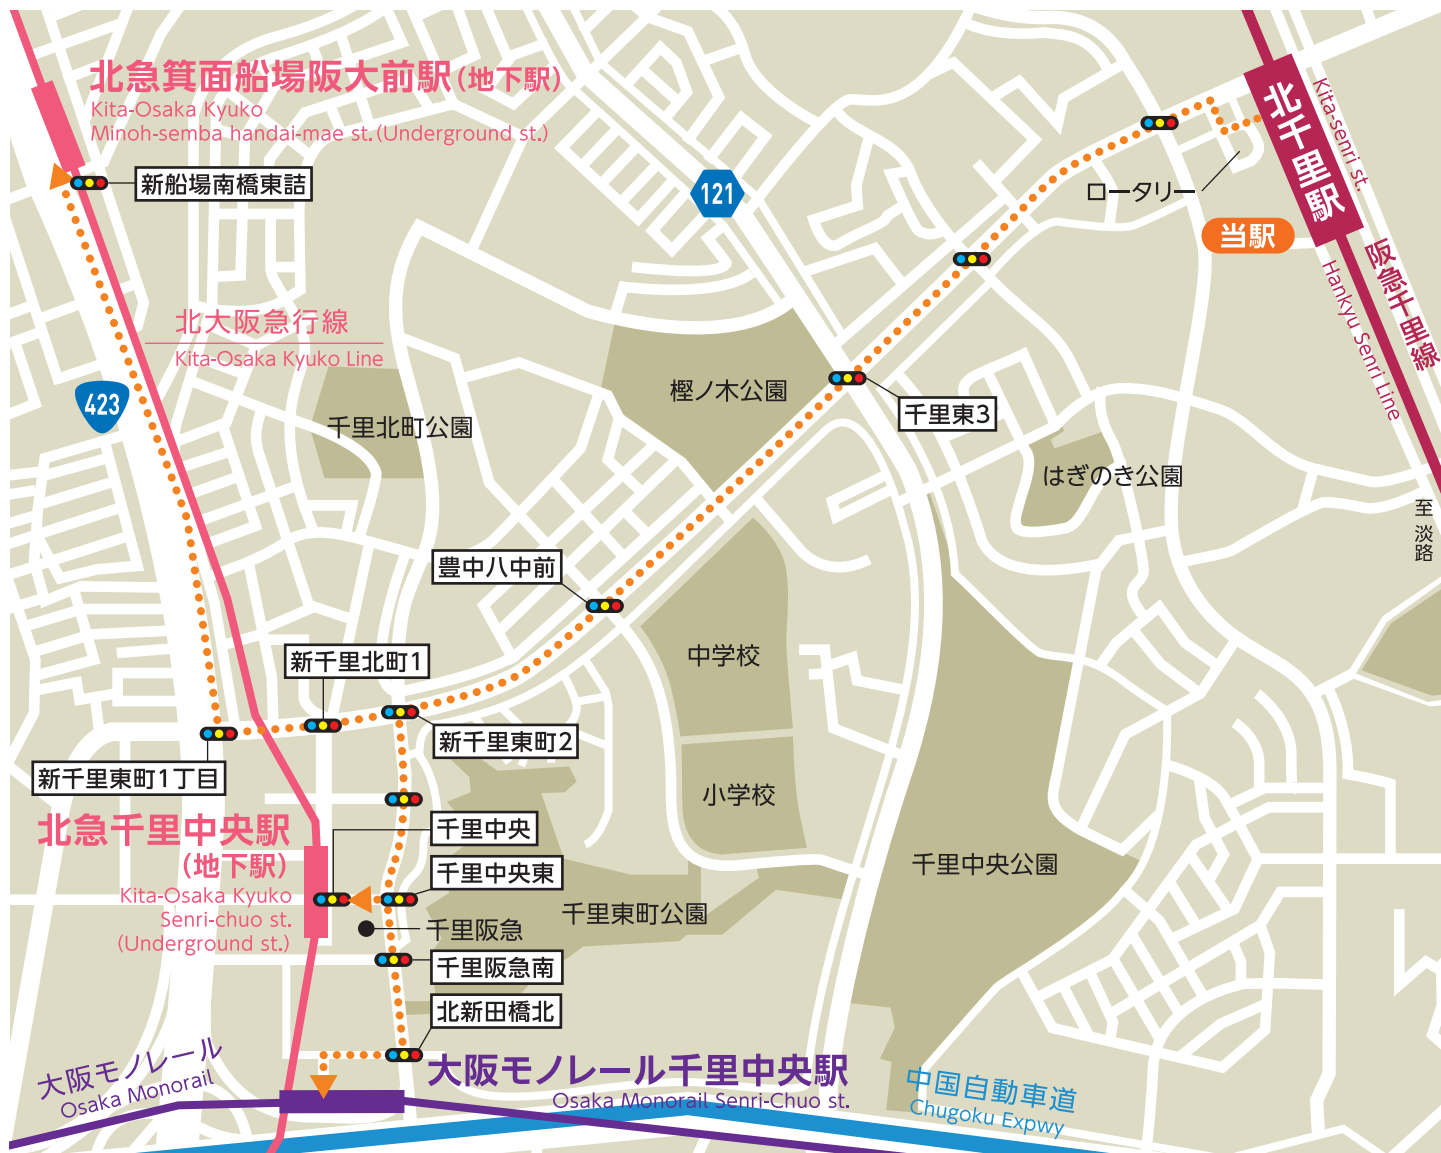 北急箕面船場阪大前駅(地下駅)
Kita-Osaka Kyuko
Minoh-semba handai-mae st.(Underground st.)
新船場南橋東詰
121
北千里駅
Kita-senri st.
ロータリー
当駅
阪急千里線
Hankyu Senri Line
北大阪急行線
Kita-Osaka Kyuko Line
423
千里北町公園
樫ノ木公園
千里東3
はぎのき公園
至 淡路
豊中八中前
中学校
新千里北町1
新千里東町2
新千里東町1丁目
小学校
北急千里中央駅
(地下駅)
Kita-Osaka Kyuko
Senri-chuo st.
(Underground st.)
千里中央
千里中央東
千里中央公園
千里東町公園
千里阪急
千里阪急南
北新田橋北
大阪モノレール
Osaka Monorail
大阪モノレール千里中央駅
Osaka Monorail Senri-Chuo st.
中国自動車道
Chugoku Expwy